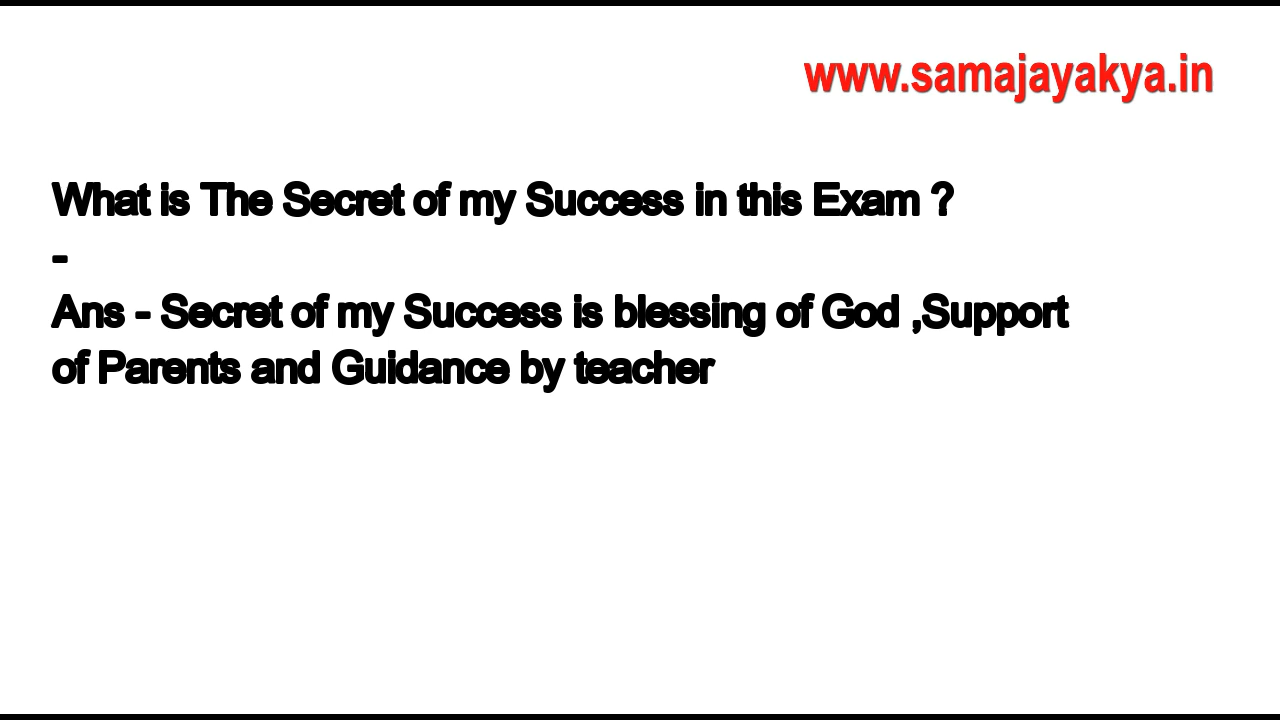 www.samajayakya.in
What is The Secret of my Success in this Exam ?
-
Ans - Secret of my Success is blessing of God ,Support
of Parents and Guidance by teacher